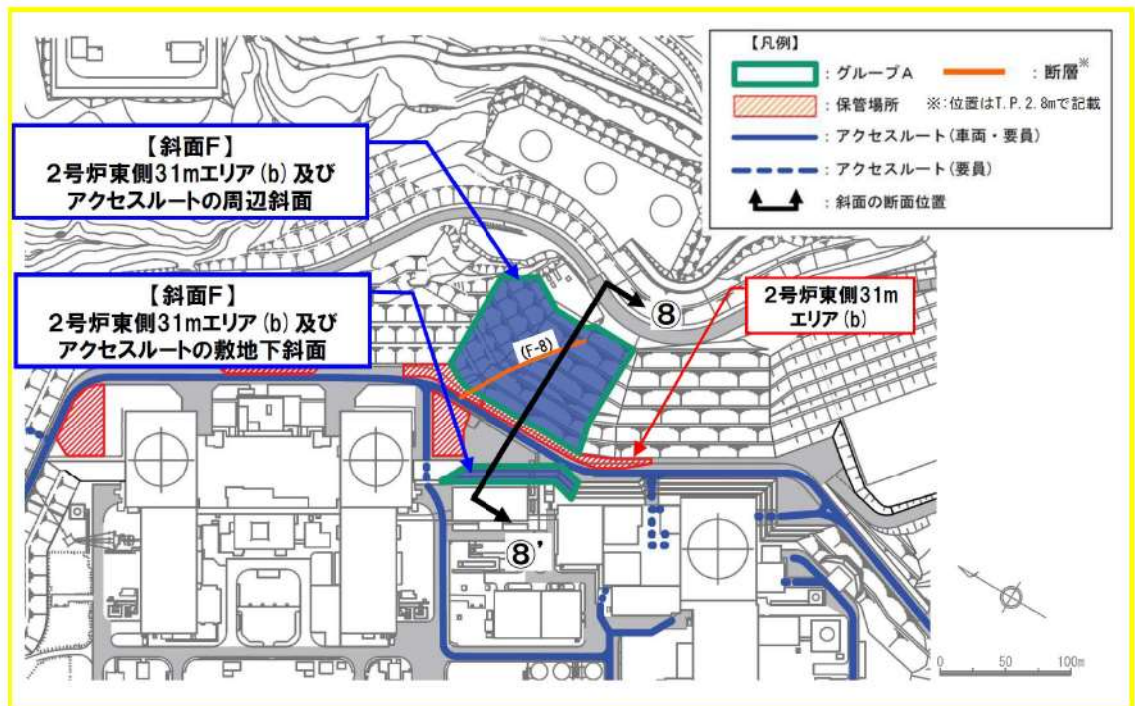 【凡例】
：グループA
：断層※
：保管場所
※：位置はT.P.2.8mで記載
：アクセスルート(車両・要員)
：アクセスルート(要員)
：斜面の断面位置
【斜面F】
2号炉東側31mエリア(b)及び
アクセスルートの周辺斜面
【斜面F】
2号炉東側31mエリア(b)及び
アクセスルートの敷地下斜面
2号炉東側31m
エリア(b)
⑧
(F-8)
⑧'
0 50 100m